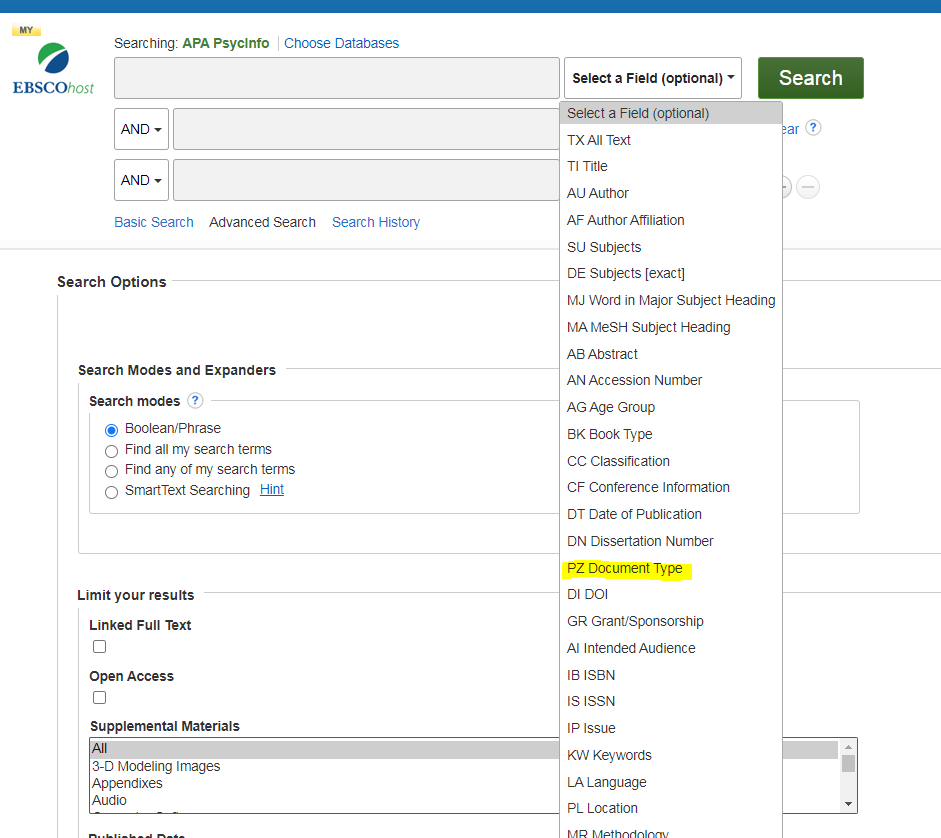 MY
EBSCOhost
Searching: APA PsycInfo | Choose Databases
Select a Field (optional)
Search
AND
AND
ear ?
Basic Search Advanced Search Search History
Select a Field (optional)
TX All Text
TI Title
AU Author
AF Author Affiliation
SU Subjects
DE Subjects [exact]
MJ Word in Major Subject Heading
MA MeSH Subject Heading
AB Abstract
AN Accession Number
AG Age Group
BK Book Type
CC Classification
CF Conference Information
DT Date of Publication
DN Dissertation Number
PZ Document Type
DI DOI
GR Grant/Sponsorship
AI Intended Audience
IB ISBN
IS ISSN
IP Issue
KW Keywords
LA Language
PL Location
MR Methodology
Search Options
Search Modes and Expanders
Search modes ?
Boolean/Phrase
Find all my search terms
Find any of my search terms
SmartText Searching Hint
Limit your results
Linked Full Text
Open Access
Supplemental Materials
All
3-D Modeling Images
Appendixes
Audio
Published Date